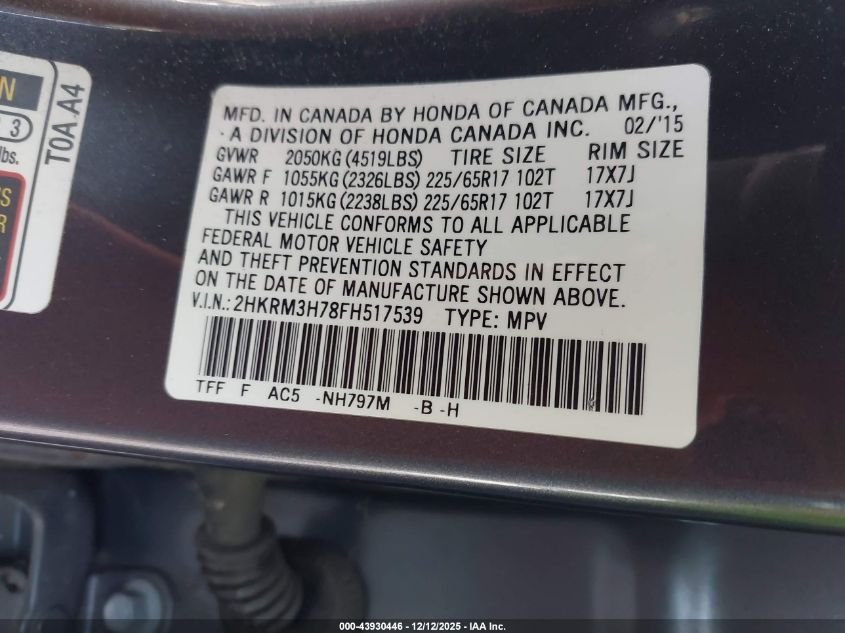 N
3
lbs.
S
R
T0A A4
MFD. IN CANADA BY HONDA OF CANADA MFG.,
A DIVISION OF HONDA CANADA INC. 02/'15
GVWR 2050KG (4519LBS) TIRE SIZE RIM SIZE
GAWR F 1055KG (2326LBS) 225/65R17 102T 17X7J
GAWR R 1015KG (2238LBS) 225/65R17 102T 17X7J
THIS VEHICLE CONFORMS TO ALL APPLICABLE
FEDERAL MOTOR VEHICLE SAFETY
AND THEFT PREVENTION STANDARDS IN EFFECT
ON THE DATE OF MANUFACTURE SHOWN ABOVE.
V.I.N.: 2HKRM3H78FH517539 TYPE: MPV
TFF F AC5 -NH797M -B -H
000-43930446 - 12/12/2025 - IAA Inc.